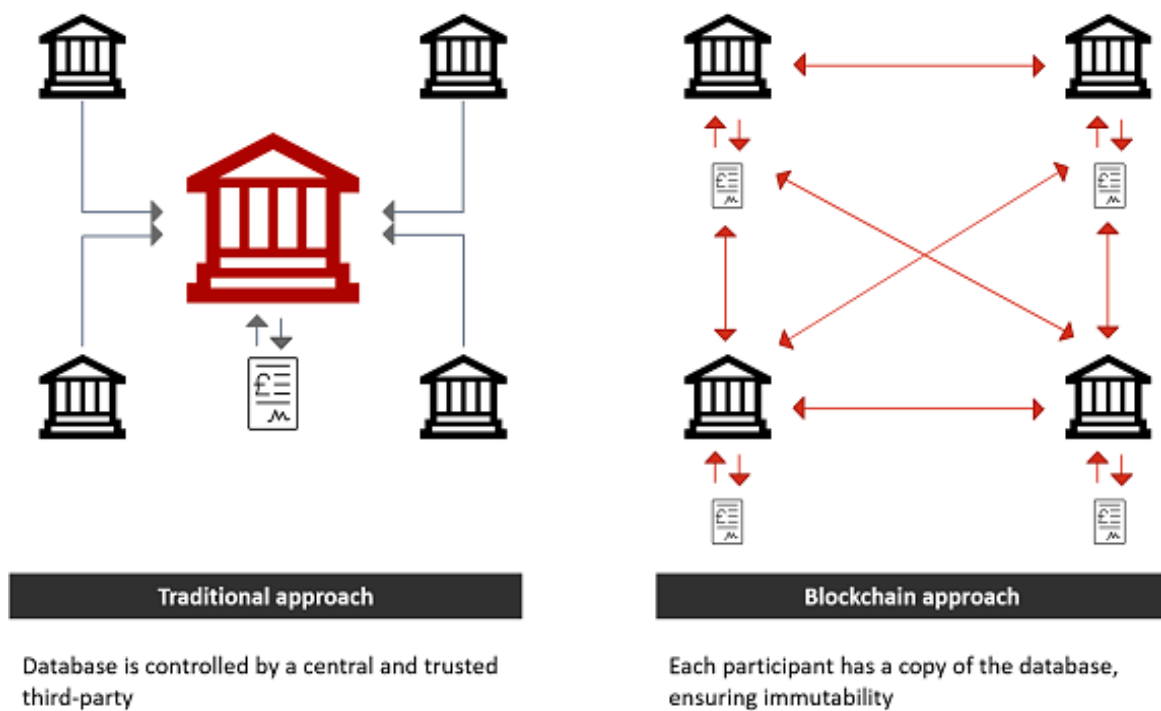 £
£
£
£
£
Traditional approach
Blockchain approach
Database is controlled by a central and trusted
third-party
Each participant has a copy of the database,
ensuring immutability